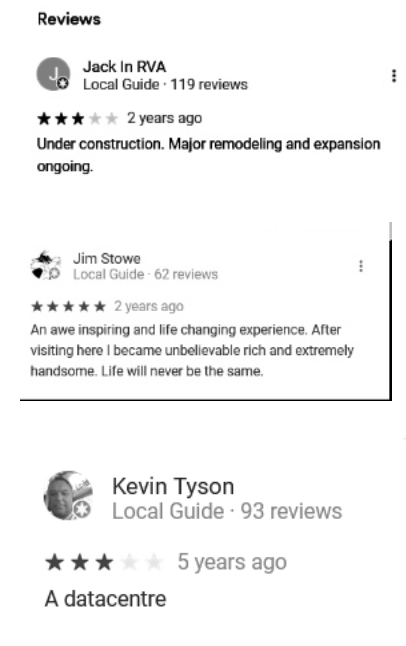 Reviews
Jack In RVA
Local Guide · 119 reviews
2 years ago
Under construction. Major remodeling and expansion
ongoing.
Jim Stowe
Local Guide · 62 reviews
2 years ago
An awe inspiring and life changing experience. After
visiting here I became unbelievable rich and extremely
handsome. Life will never be the same.
Kevin Tyson
Local Guide · 93 reviews
5 years ago
A datacentre